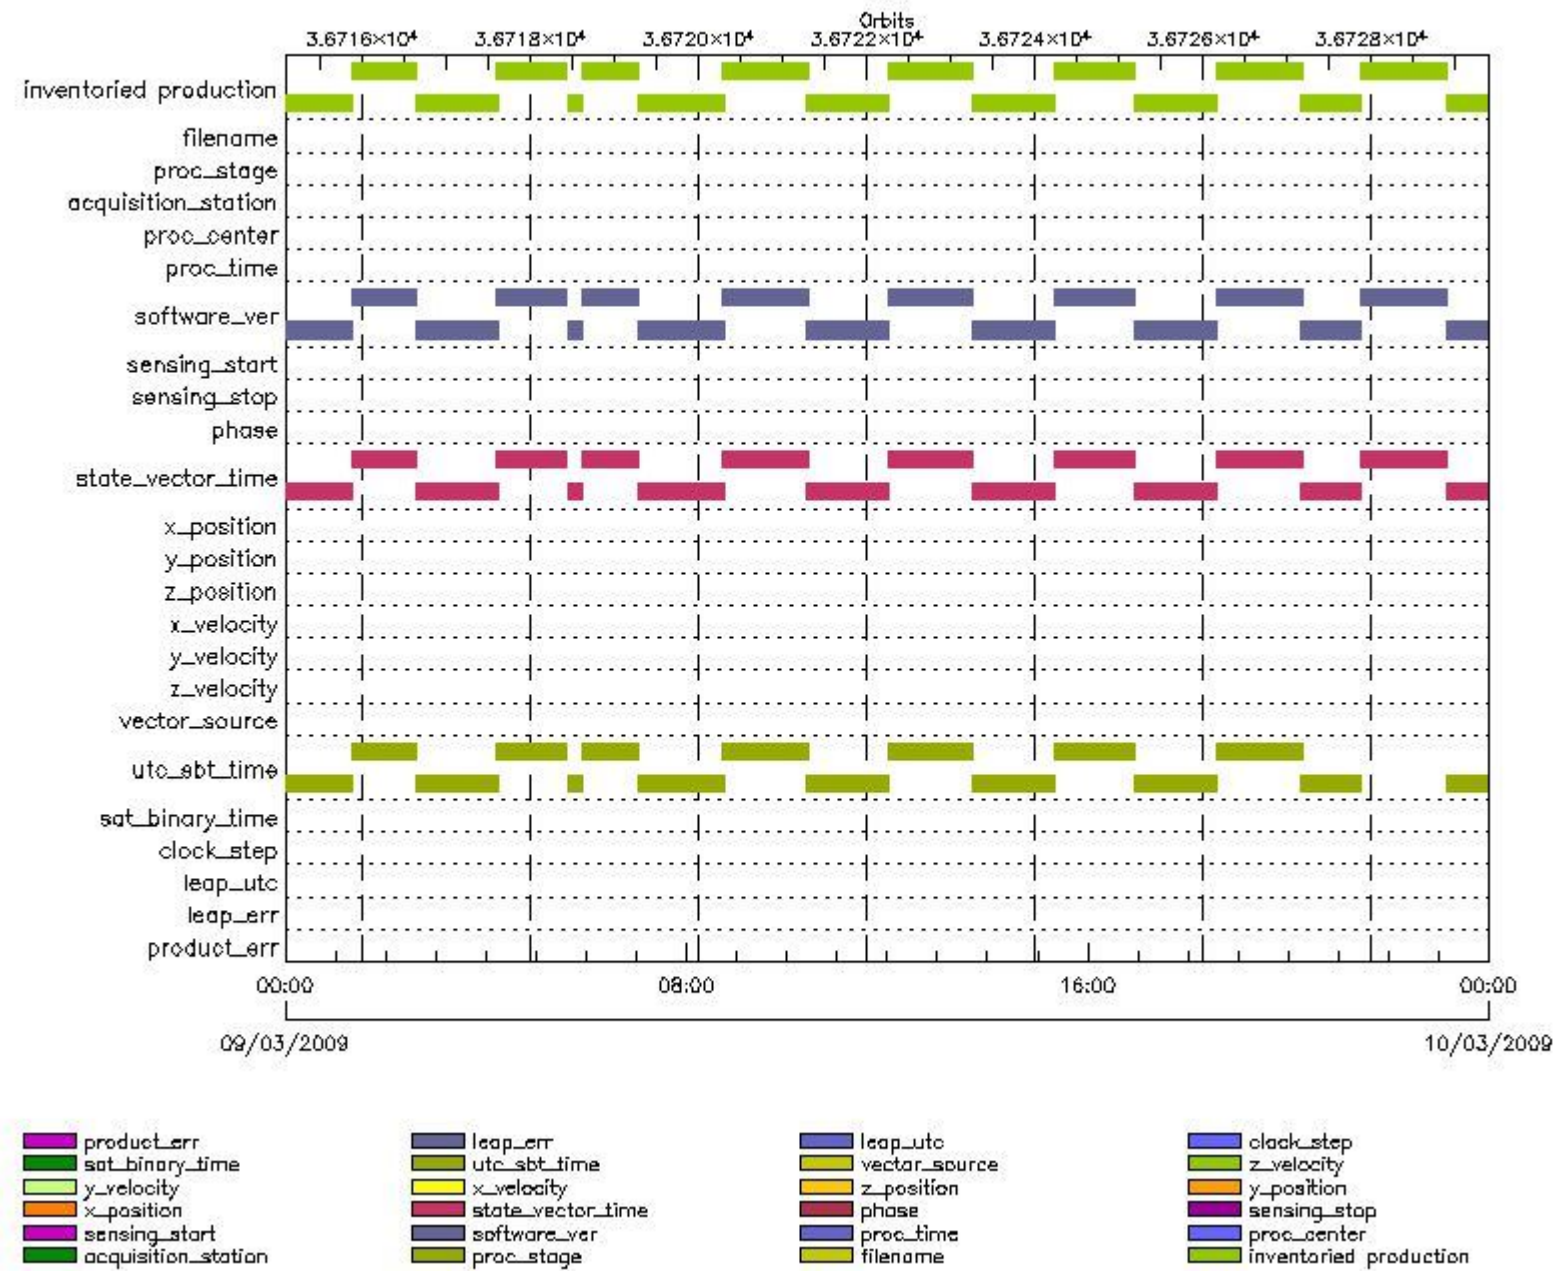 Orbits
3.6716×10⁴ 3.6718×10⁴ 3.6720×10⁴ 3.6722×10⁴ 3.6724×10⁴ 3.6726×10⁴ 3.6728×10⁴
inventoried production
filename
proc_stage
acquisition_station
proc_center
proc_time
software_ver
sensing_start
sensing_stop
phase
state_vector_time
x_position
y_position
z_position
x_velocity
y_velocity
z_velocity
vector_source
utc_sbt_time
sat_binary_time
clock_step
leap_utc
leap_err
product_err
00:00 08:00 16:00 00:00
09/03/2009 10/03/2009
product_err leap_err leap_utc clock_step
sat_binary_time utc_sbt_time vector_source z_velocity
y_velocity x_velocity z_position y_position
x_position state_vector_time phase sensing_stop
sensing_start software_ver proc_time proc_center
acquisition_station proc_stage filename inventoried production